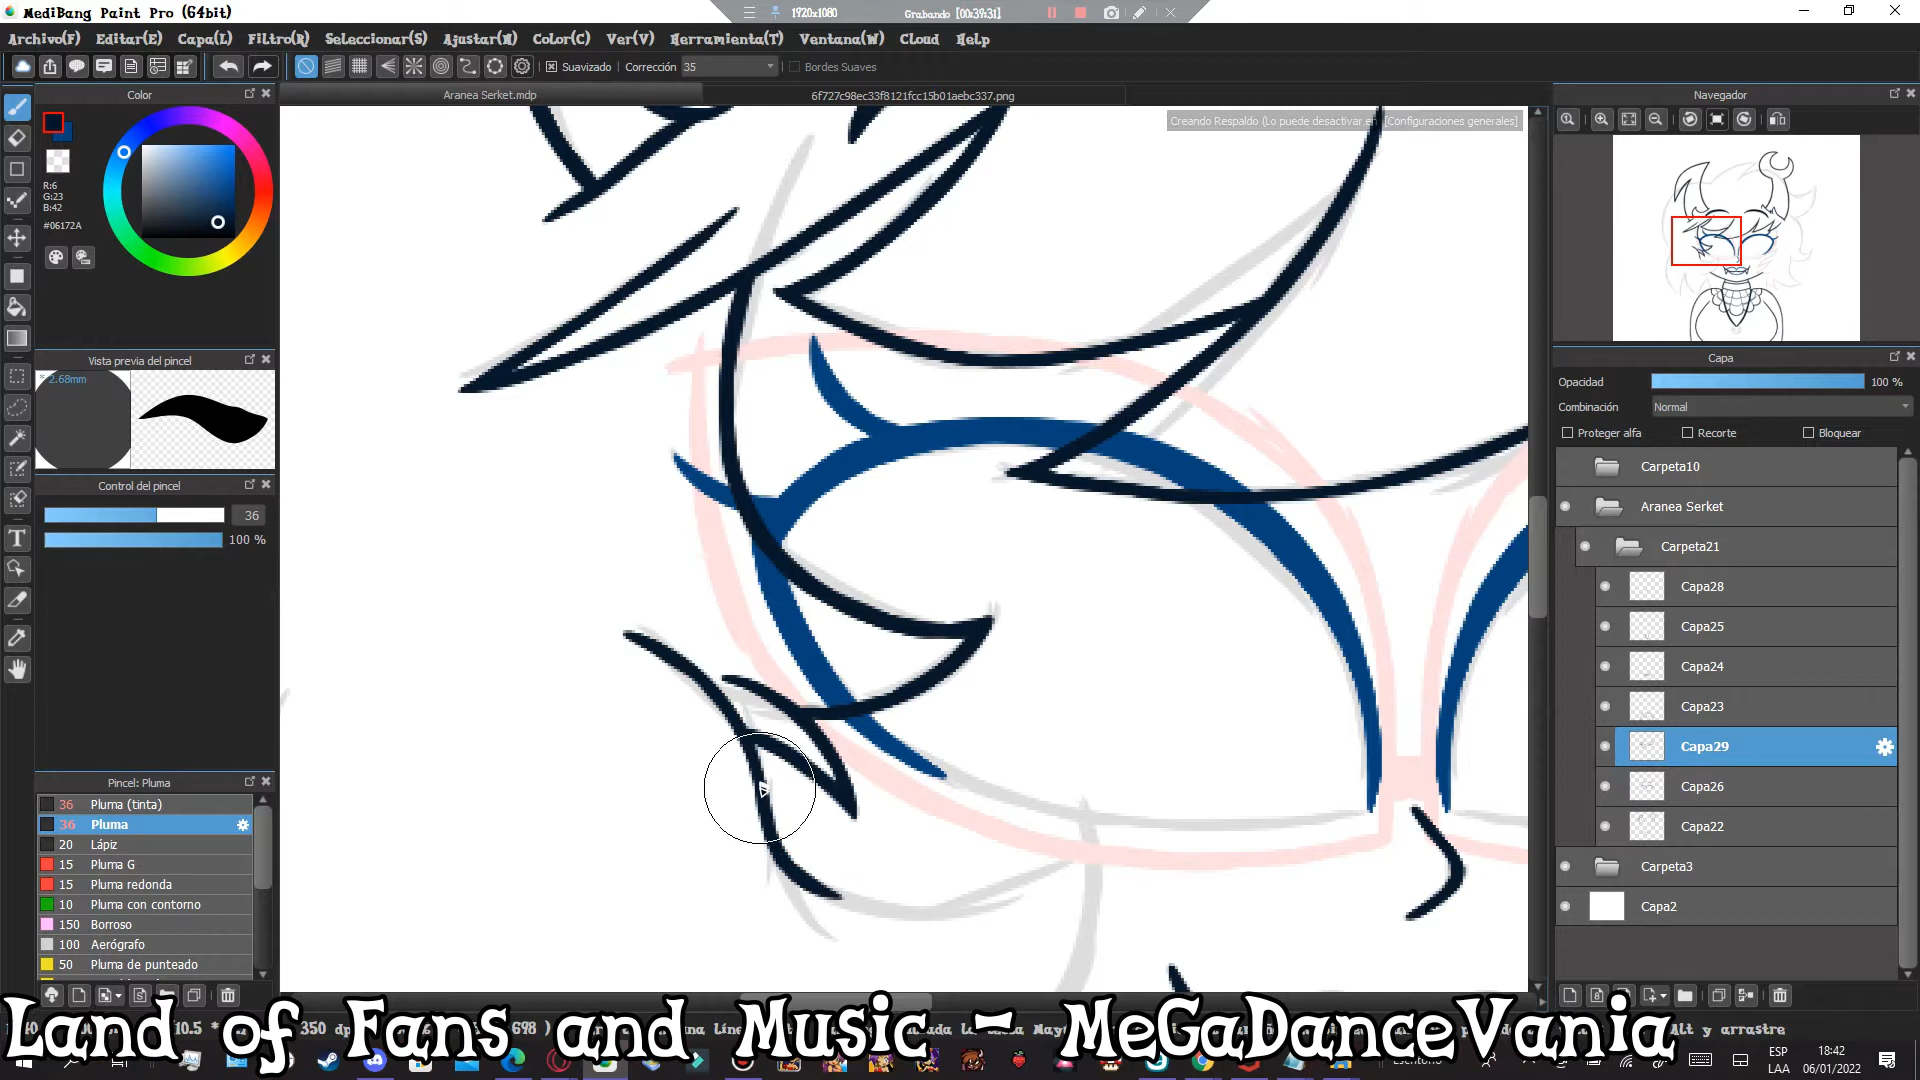 MediBang Paint Pro (64bit)
1920x1080
Grabando [00:39:31]
Archivo(F) Editar(E) Capa(L) Filtro(R) Seleccionar(S) Ajustar(N) Color(C) Ver(V) Herramienta(T) Ventana(W) Cloud Help
Suavizado Corrección 35 Bordes Suaves
Color
Aranea Serket.mdp
6f727c98ec33f8121fcc15b01aebc337.png
Navegador
Creando Respaldo (Lo puede desactivar en [Configuraciones generales]
R:6
G:23
B:42
#06172A
Vista previa del pincel
* 2.68mm
Control del pincel
36
100 %
Pincel: Pluma
36 Pluma (tinta)
36 Pluma
20 Lápiz
15 Pluma G
15 Pluma redonda
10 Pluma con contorno
150 Borroso
100 Aerógrafo
50 Pluma de punteado
Capa
Opacidad 100 %
Combinación Normal
Proteger alfa Recorte Bloquear
Carpeta10
Aranea Serket
Carpeta21
Capa28
Capa25
Capa24
Capa23
Capa29
Capa26
Capa22
Carpeta3
Capa2
Land of Fans and Music - MeGaDanceVania
Alt y arrastre
ESP
LAA
18:42
06/01/2022